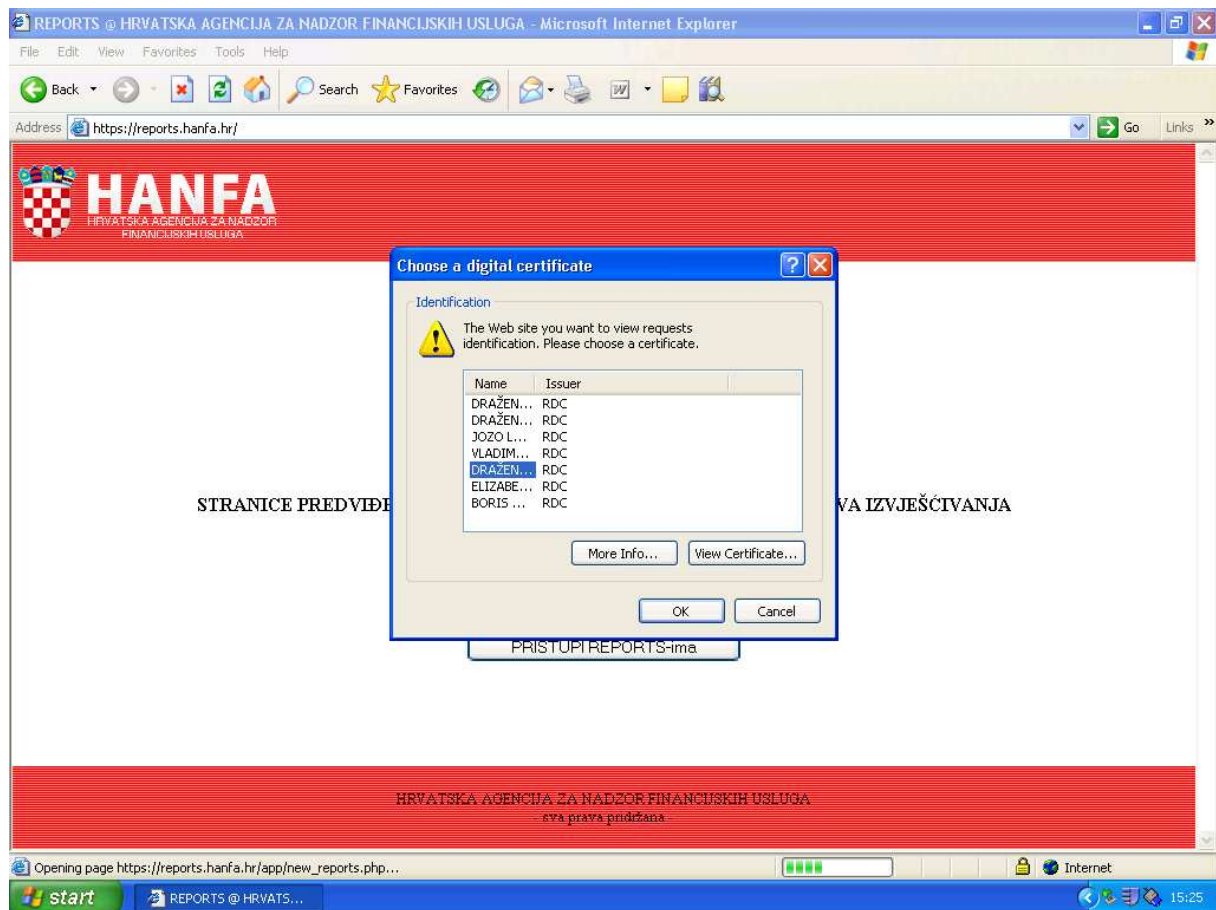 REPORTS @ HRVATSKA AGENCIJA ZA NADZOR FINANCIJSKIH USLUGA - Microsoft Internet Explorer
File Edit View Favorites Tools Help
Back Search Favorites
Address https://reports.hanfa.hr/ Go Links »
HANFA
HRVATSKA AGENCIJA ZA NADZOR
FINANCIJSKIH USLUGA
Choose a digital certificate
Identification
The Web site you want to view requests
identification. Please choose a certificate.
Name Issuer
DRAŽEN... RDC
DRAŽEN... RDC
JOZO L... RDC
VLADIM... RDC
DRAŽEN... RDC
ELIZABE... RDC
BORIS ... RDC
STRANICE PREDVIĐE VA IZVJEŠĆIVANJA
More Info... View Certificate...
OK Cancel
PRISTUPI REPORTS-ima
HRVATSKA AGENCIJA ZA NADZOR FINANCIJSKIH USLUGA
- sva prava pridržana -
Opening page https://reports.hanfa.hr/app/new_reports.php... Internet
start REPORTS @ HRVATS... 15:25